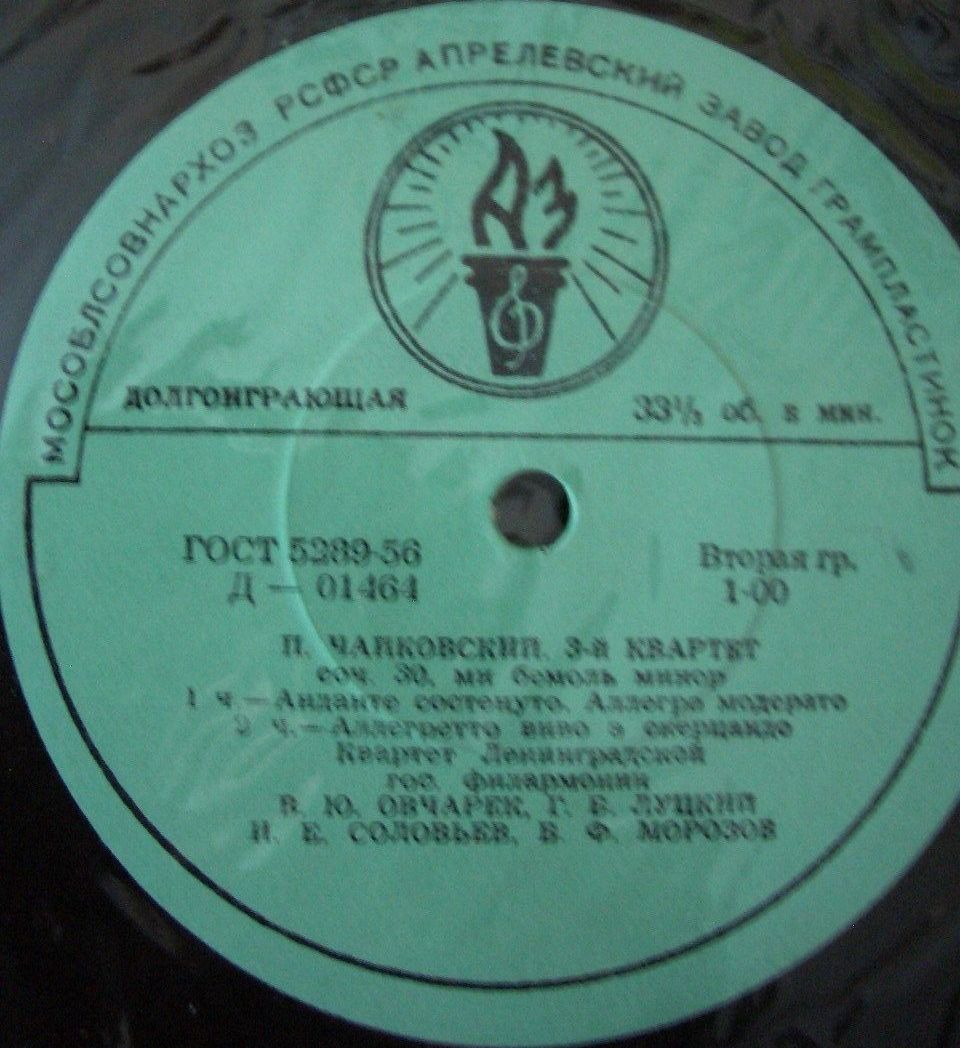 МОСОБЛСОВНАРХОЗ РСФСР АПРЕЛЕВСКИЙ ЗАВОД ГРАМПЛАСТИНОК
АЗ
ДОЛГОИГРАЮЩАЯ
33⅓ об. в мин.
ГОСТ 5289-56
Вторая гр.
Д — 01464
1-00
П. ЧАЙКОВСКИЙ. 3-й КВАРТЕТ
соч. 30, ми бемоль минор
1 ч. — Анданте состенуто. Аллегро модерато
2 ч. — Аллегретто виво э скерцандо
Квартет Ленинградской
гос. филармонии
В. Ю. ОВЧАРЕК, Г. Е. ЛУЦКИЙ
И. Е. СОЛОВЬЕВ, Б. Ф. МОРОЗОВ